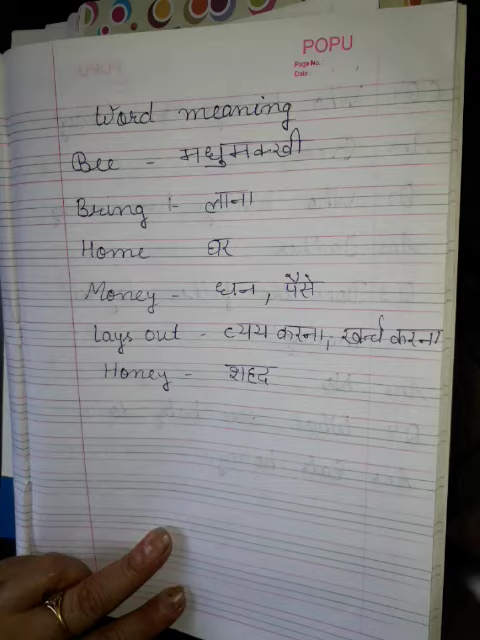 POPU
Page No.:
Date:
Word meaning
Bee - मधुमक्खी
Bring :- लाना
Home घर
Money - धन, पैसे
Lays out - व्यय करना, खर्च करना
Honey - शहद